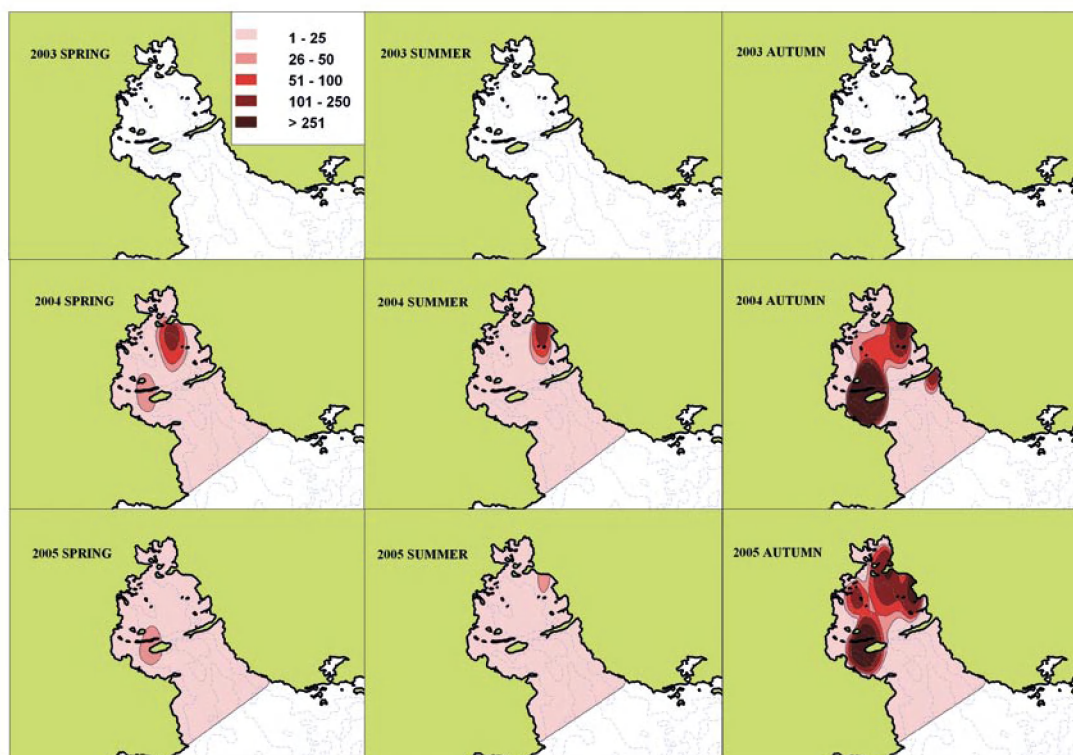 2003 SPRING
1 - 25
26 - 50
51 - 100
101 - 250
> 251
2003 SUMMER
2003 AUTUMN
2004 SPRING
2004 SUMMER
2004 AUTUMN
2005 SPRING
2005 SUMMER
2005 AUTUMN